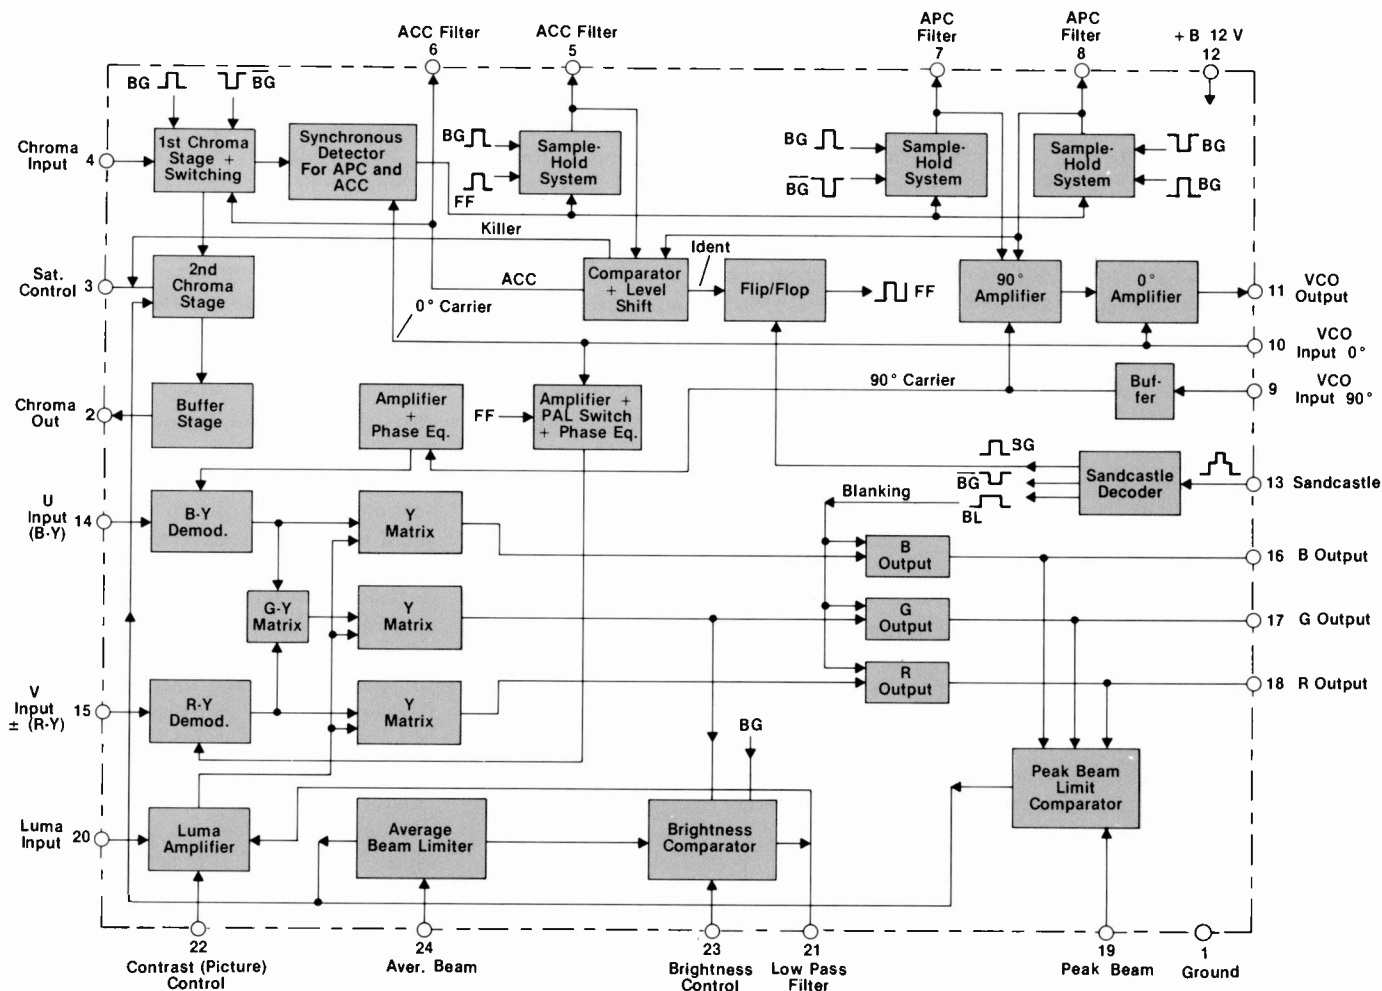 ACC Filter
6
ACC Filter
5
APC
Filter
7
APC
Filter
8
+ B 12 V
12
BG
BG
Chroma
Input
4
1st Chroma
Stage +
Switching
Synchronous
Detector
For APC and
ACC
BG
FF
Sample-
Hold
System
BG
BG
Sample-
Hold
System
Sample-
Hold
System
BG
BG
Killer
Ident
Sat.
Control
3
2nd
Chroma
Stage
ACC
0° Carrier
Comparator
+ Level
Shift
Flip/Flop
FF
90°
Amplifier
0°
Amplifier
11
VCO
Output
10
VCO
Input 0°
Chroma
Out
2
Buffer
Stage
Amplifier
+
Phase Eq.
FF
Amplifier +
PAL Switch
+ Phase Eq.
90° Carrier
Buf-
fer
9
VCO
Input 90°
BG
BG
BL
Blanking
Sandcastle
Decoder
13 Sandcastle
U
Input
(B-Y)
14
B-Y
Demod.
Y
Matrix
B
Output
16 B Output
G-Y
Matrix
Y
Matrix
G
Output
17 G Output
V
Input
± (R-Y)
15
R-Y
Demod.
Y
Matrix
R
Output
18 R Output
BG
Peak Beam
Limit
Comparator
Luma
Input
20
Luma
Amplifier
Average
Beam Limiter
Brightness
Comparator
22
Contrast (Picture)
Control
24
Aver. Beam
23
Brightness
Control
21
Low Pass
Filter
19
Peak Beam
1
Ground